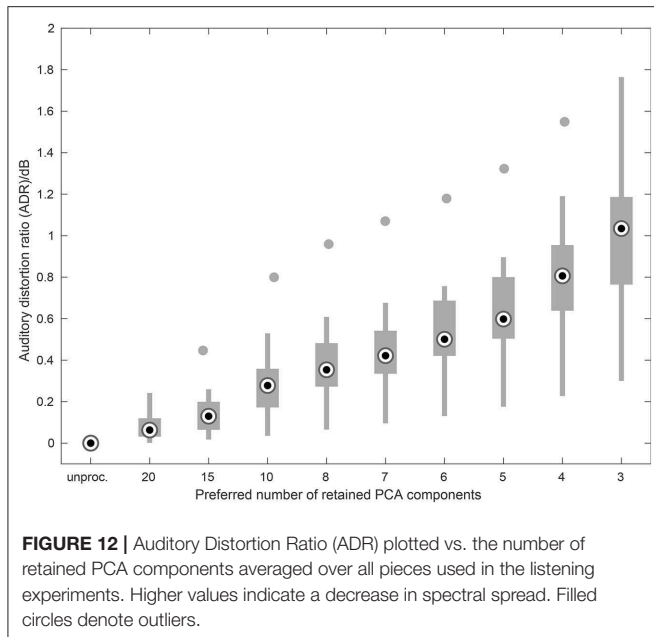 2
1.8
1.6
1.4
1.2
1
0.8
0.6
0.4
0.2
0
Auditory distortion ratio (ADR)/dB
unproc. 20 15 10 8 7 6 5 4 3
Preferred number of retained PCA components
FIGURE 12 | Auditory Distortion Ratio (ADR) plotted vs. the number of
retained PCA components averaged over all pieces used in the listening
experiments. Higher values indicate a decrease in spectral spread. Filled
circles denote outliers.